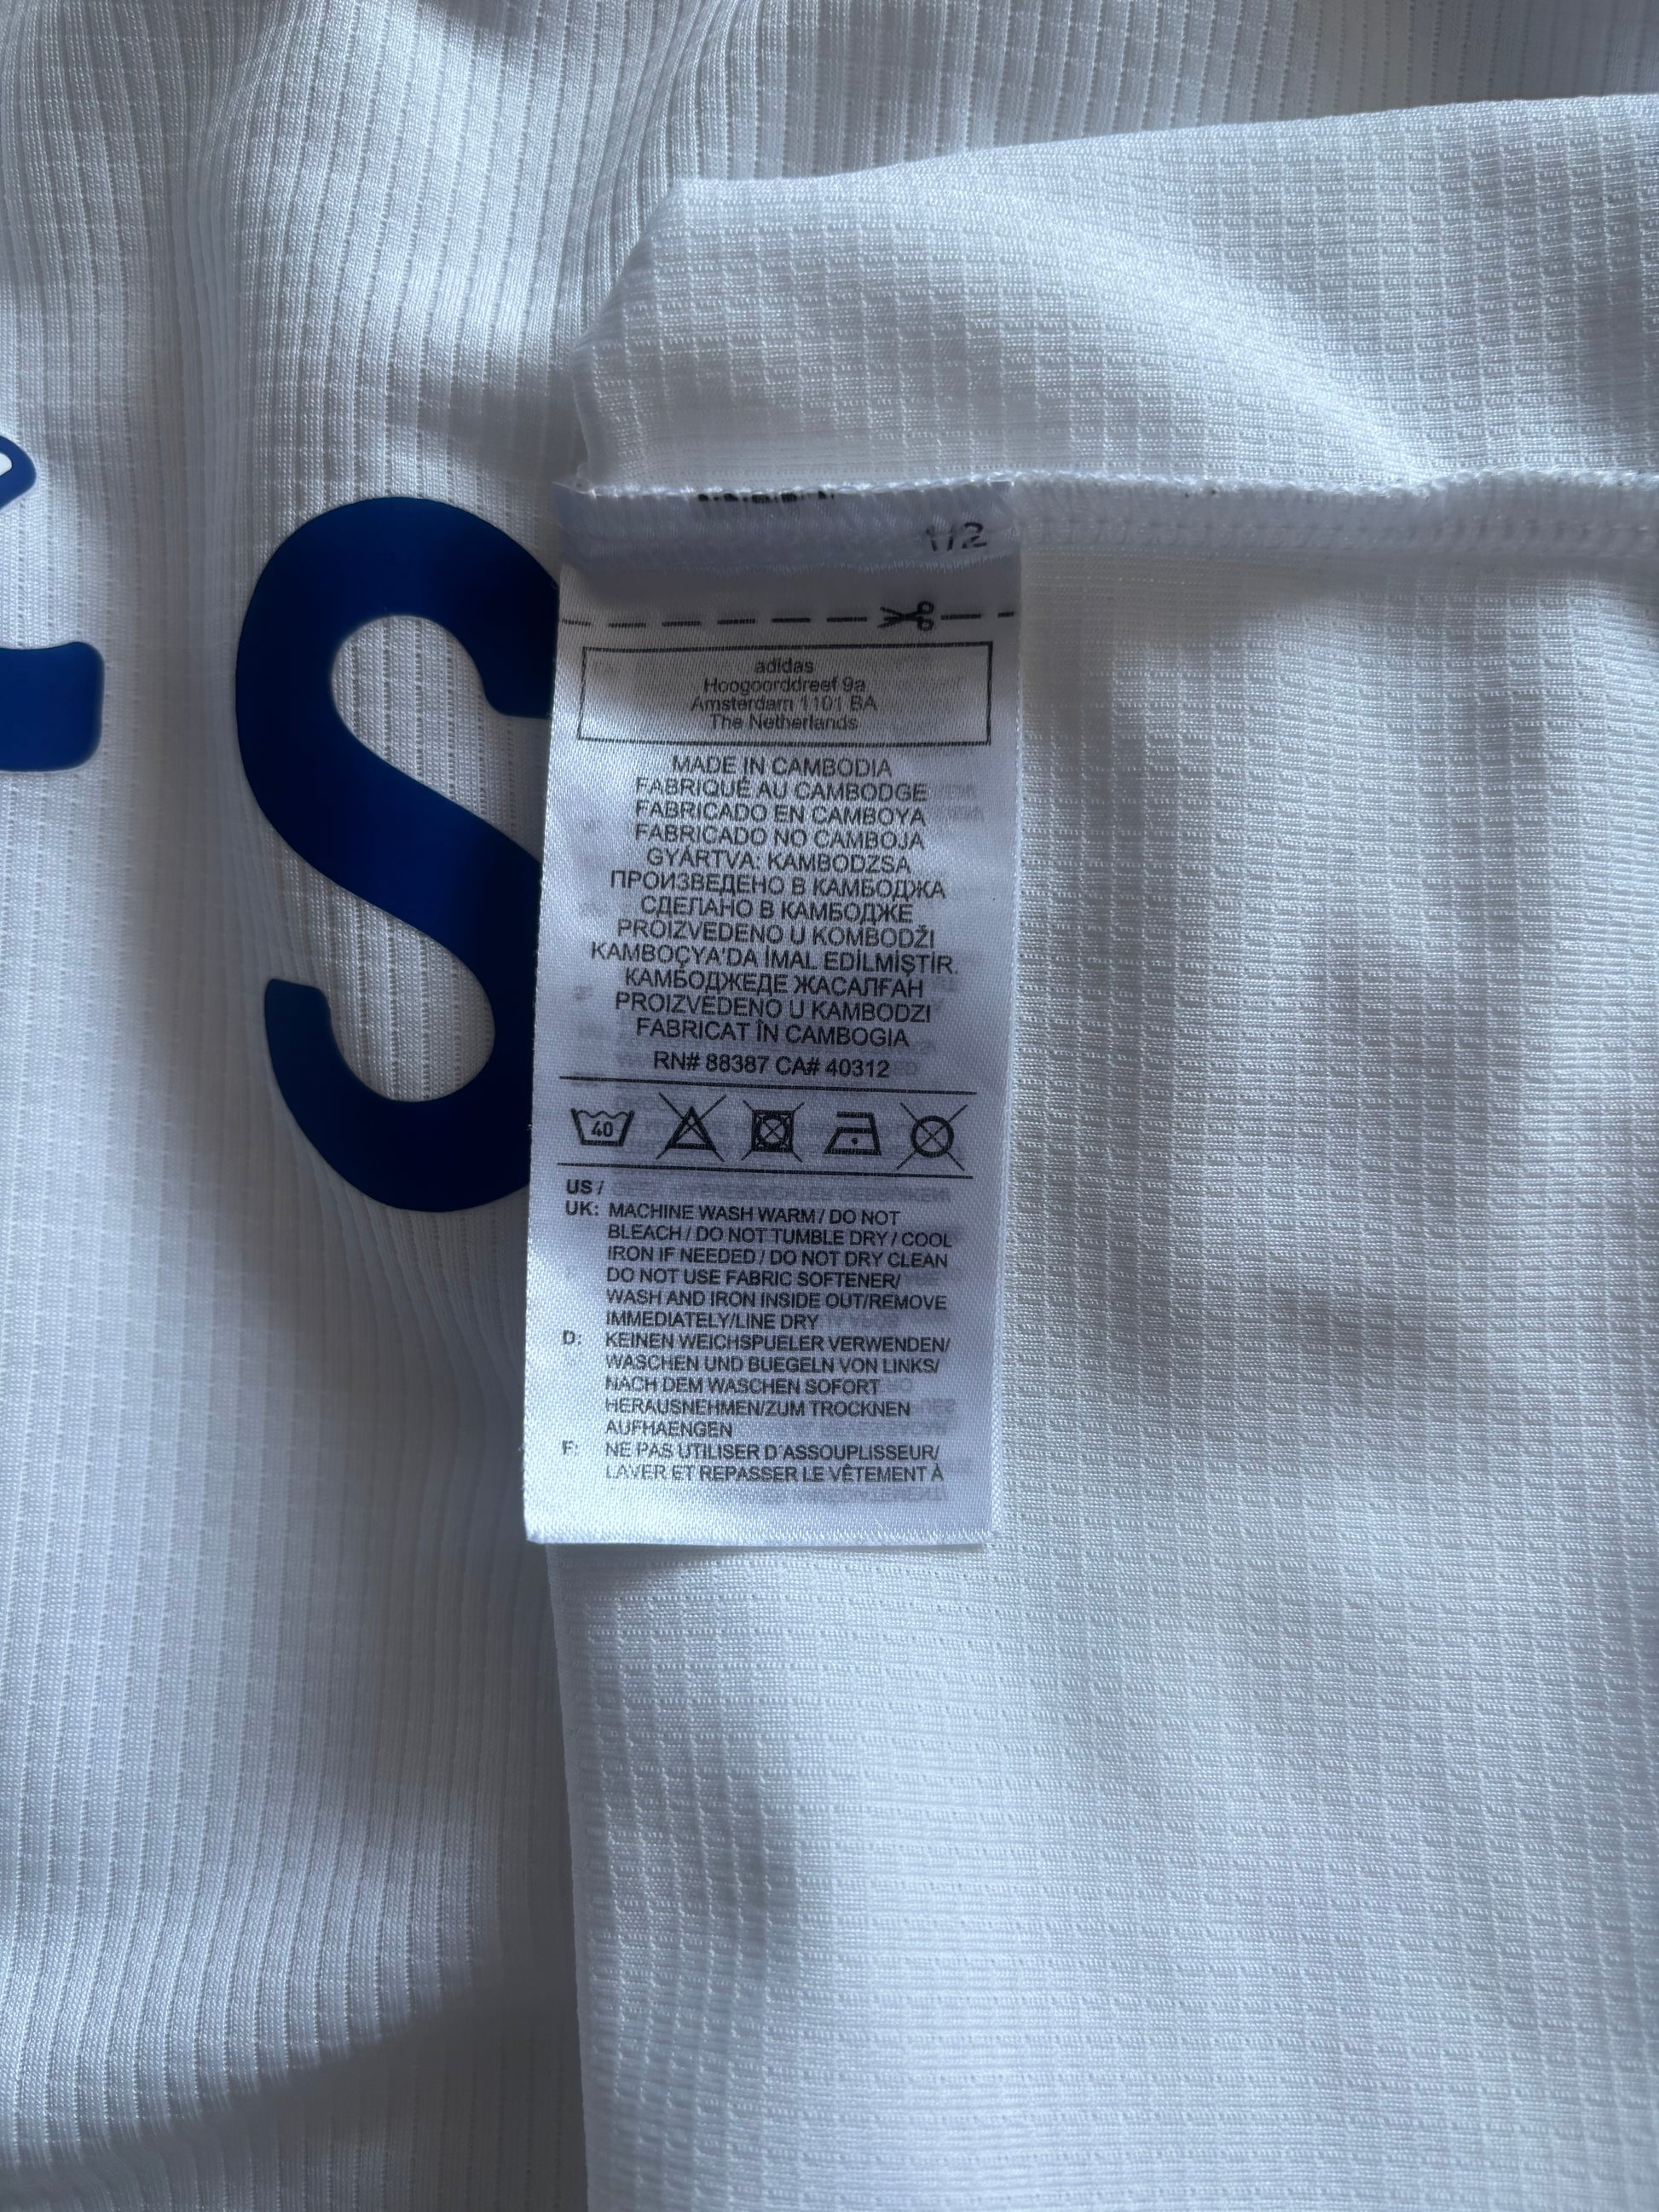 S
1/2
adidas
Hoogoorddreef 9a
Amsterdam 1101 BA
The Netherlands
MADE IN CAMBODIA
FABRIQUÉ AU CAMBODGE
FABRICADO EN CAMBOYA
FABRICADO NO CAMBOJA
GYÁRTVA: KAMBODZSA
ПРОИЗВЕДЕНО В КАМБОДЖА
СДЕЛАНО В КАМБОДЖЕ
PROIZVEDENO U KOMBODŽI
KAMBOÇYA'DA İMAL EDİLMİŞTİR.
КАМБОДЖЕДЕ ЖАСАЛҒАН
PROIZVEDENO U KAMBODZI
FABRICAT ÎN CAMBOGIA
RN# 88387 CA# 40312
40
US /
UK: MACHINE WASH WARM / DO NOT
BLEACH / DO NOT TUMBLE DRY / COOL
IRON IF NEEDED / DO NOT DRY CLEAN
DO NOT USE FABRIC SOFTENER/
WASH AND IRON INSIDE OUT/REMOVE
IMMEDIATELY/LINE DRY
D: KEINEN WEICHSPUELER VERWENDEN/
WASCHEN UND BUEGELN VON LINKS/
NACH DEM WASCHEN SOFORT
HERAUSNEHMEN/ZUM TROCKNEN
AUFHAENGEN
F: NE PAS UTILISER D'ASSOUPLISSEUR/
LAVER ET REPASSER LE VÊTEMENT À